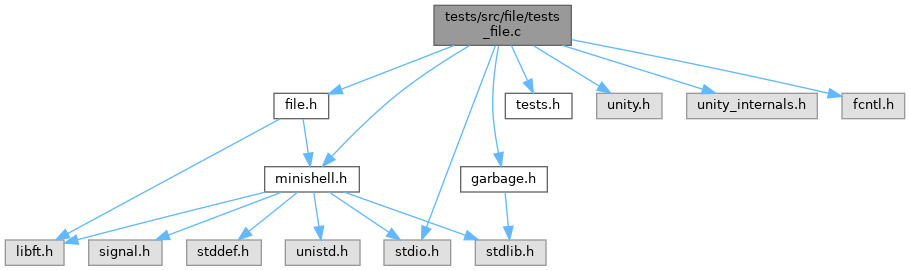 tests/src/file/tests
_file.c
file.h
tests.h
unity.h
unity_internals.h
fcntl.h
minishell.h
garbage.h
libft.h
signal.h
stddef.h
unistd.h
stdio.h
stdlib.h